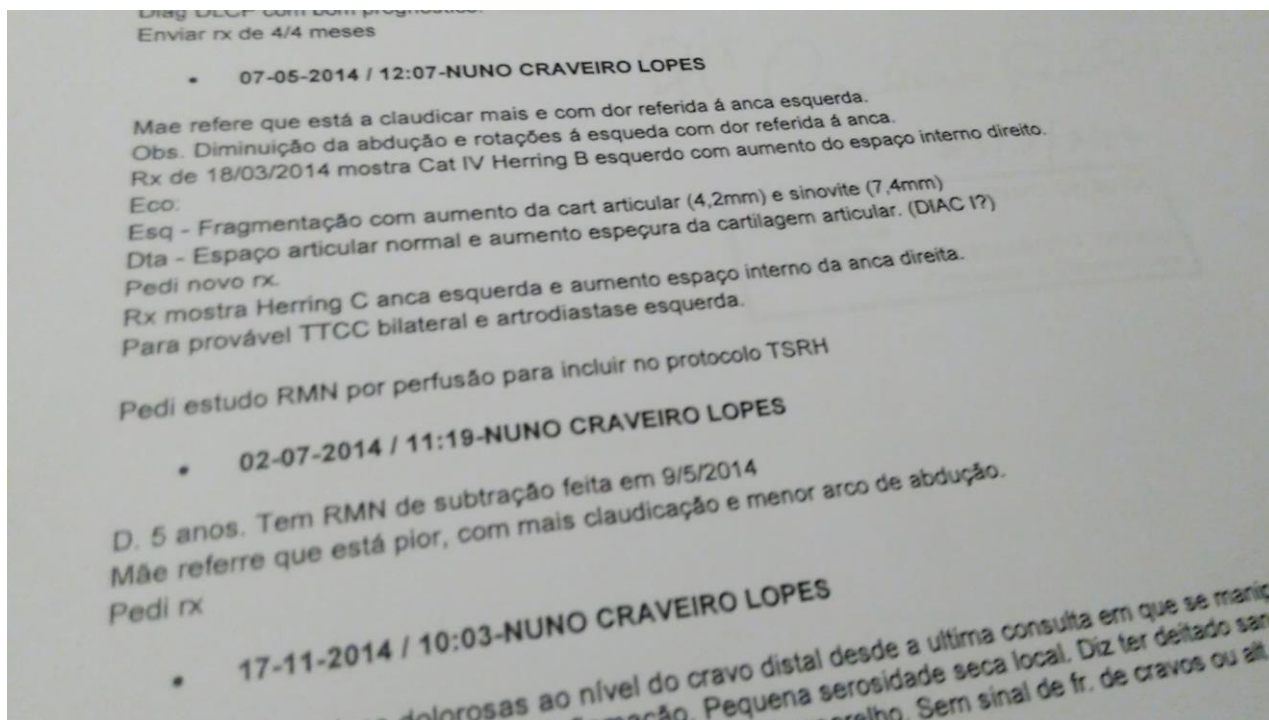 Diag DLCP com bom prognostico.
Enviar rx de 4/4 meses
• 07-05-2014 / 12:07-NUNO CRAVEIRO LOPES
Mae refere que está a claudicar mais e com dor referida á anca esquerda.
Obs. Diminuição da abdução e rotações á esqueda com dor referida á anca.
Rx de 18/03/2014 mostra Cat IV Herring B esquerdo com aumento do espaço interno direito.
Eco:
Esq - Fragmentação com aumento da cart articular (4,2mm) e sinovite (7,4mm)
Dta - Espaço articular normal e aumento espeçura da cartilagem articular. (DIAC I?)
Pedi novo rx.
Rx mostra Herring C anca esquerda e aumento espaço interno da anca direita.
Para provável TTCC bilateral e artrodiastase esquerda.
Pedi estudo RMN por perfusão para incluir no protocolo TSRH
• 02-07-2014 / 11:19-NUNO CRAVEIRO LOPES
D. 5 anos. Tem RMN de subtração feita em 9/5/2014
Mãe referre que está pior, com mais claudicação e menor arco de abdução.
Pedi rx
• 17-11-2014 / 10:03-NUNO CRAVEIRO LOPES
dolorosas ao nível do cravo distal desde a ultima consulta em que se
Pequena serosidade seca local. Diz ter deitado
Sem sinal de fr. de cravos ou alt.